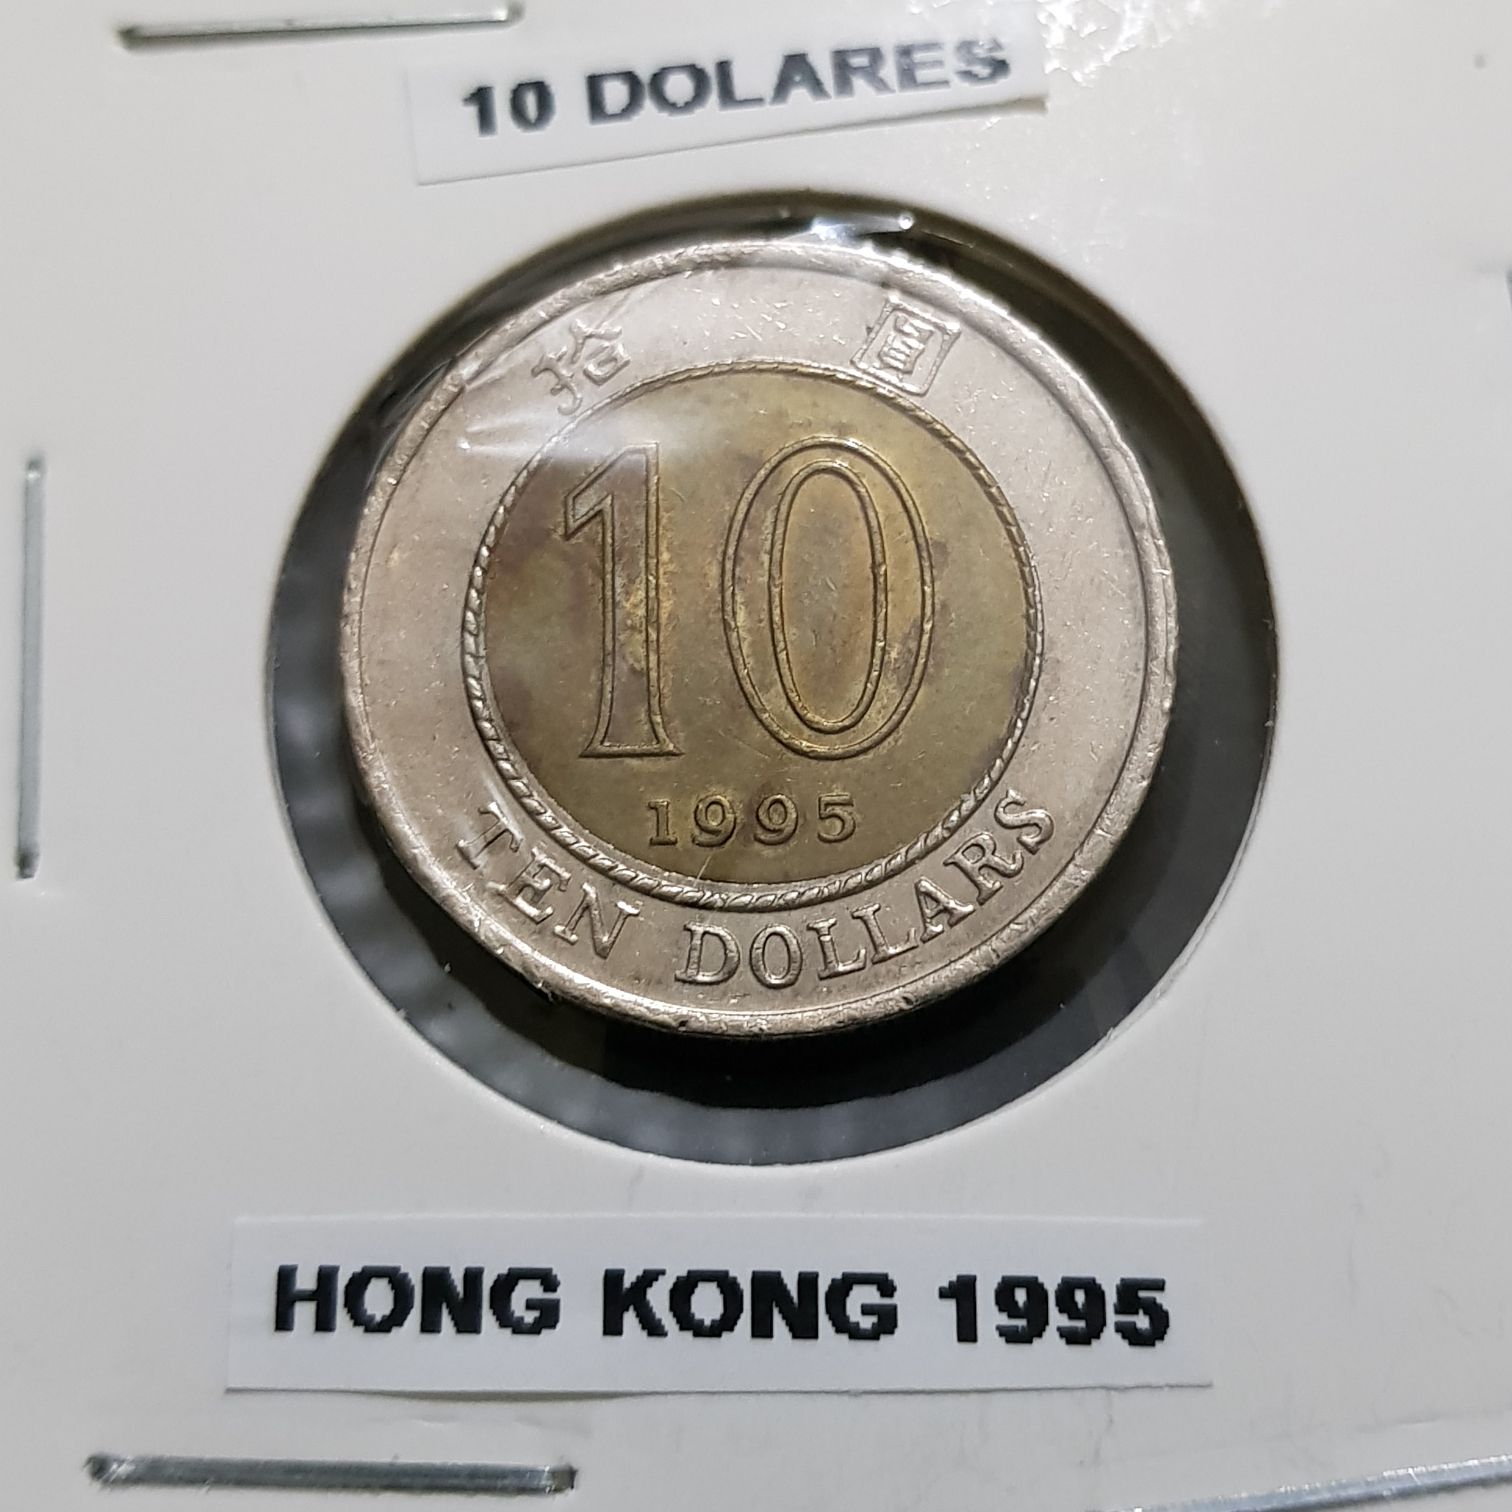 10 DOLARES
拾 圓
10
1995
TEN DOLLARS
HONG KONG 1995